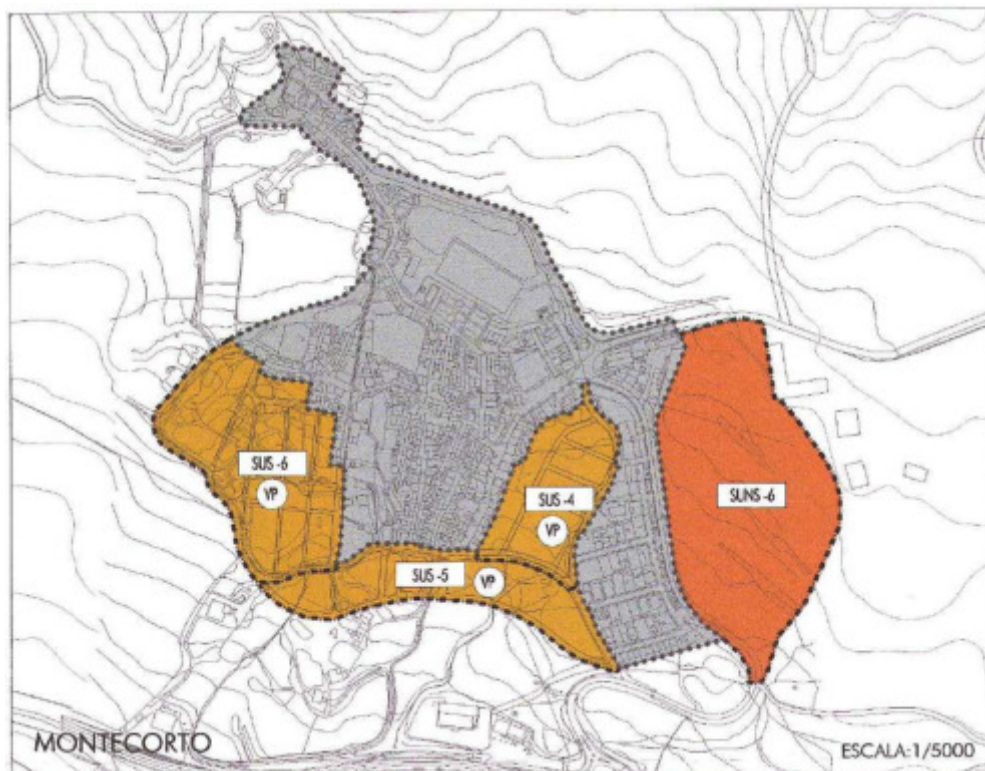 SUS -6
VP
SUS -4
VP
SUNS -6
SUS -5
VP
MONTECORTO
ESCALA:1/5000